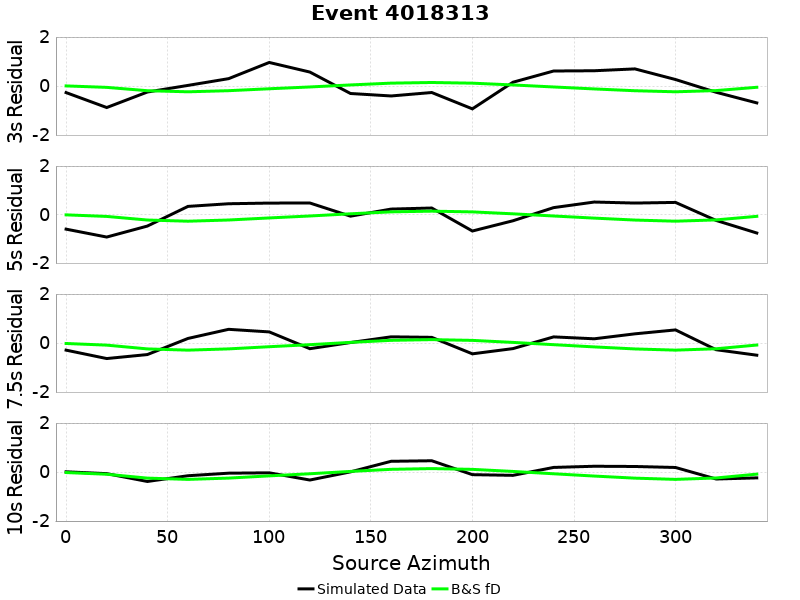 Event 4018313
3s Residual
2
0
-2
5s Residual
2
0
-2
7.5s Residual
2
0
-2
10s Residual
2
0
-2
0 50 100 150 200 250 300
Source Azimuth
Simulated Data B&S fD